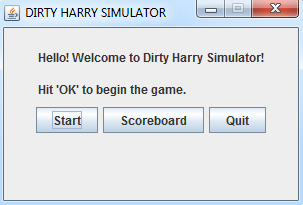 DIRTY HARRY SIMULATOR
Hello! Welcome to Dirty Harry Simulator!
Hit 'OK' to begin the game.
Start Scoreboard Quit